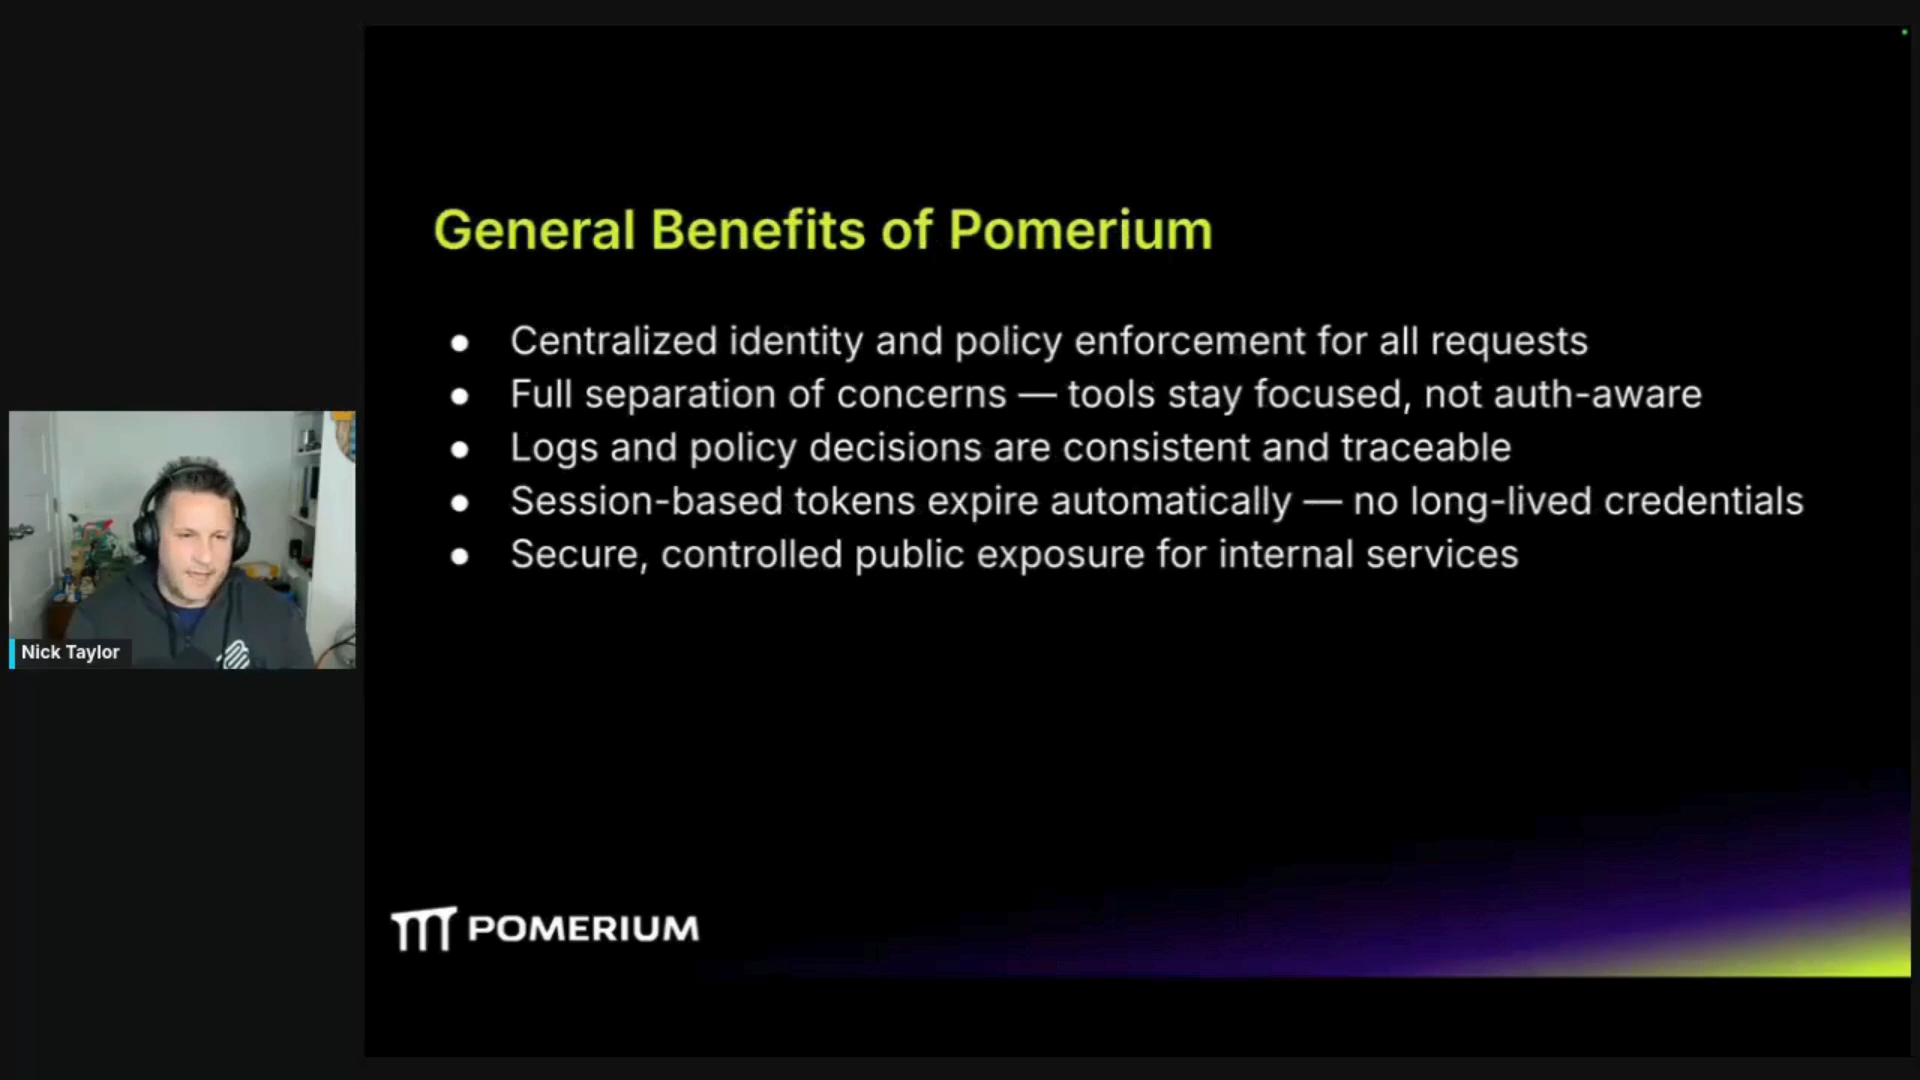 General Benefits of Pomerium
● Centralized identity and policy enforcement for all requests
● Full separation of concerns — tools stay focused, not auth-aware
● Logs and policy decisions are consistent and traceable
● Session-based tokens expire automatically — no long-lived credentials
● Secure, controlled public exposure for internal services
Nick Taylor
POMERIUM